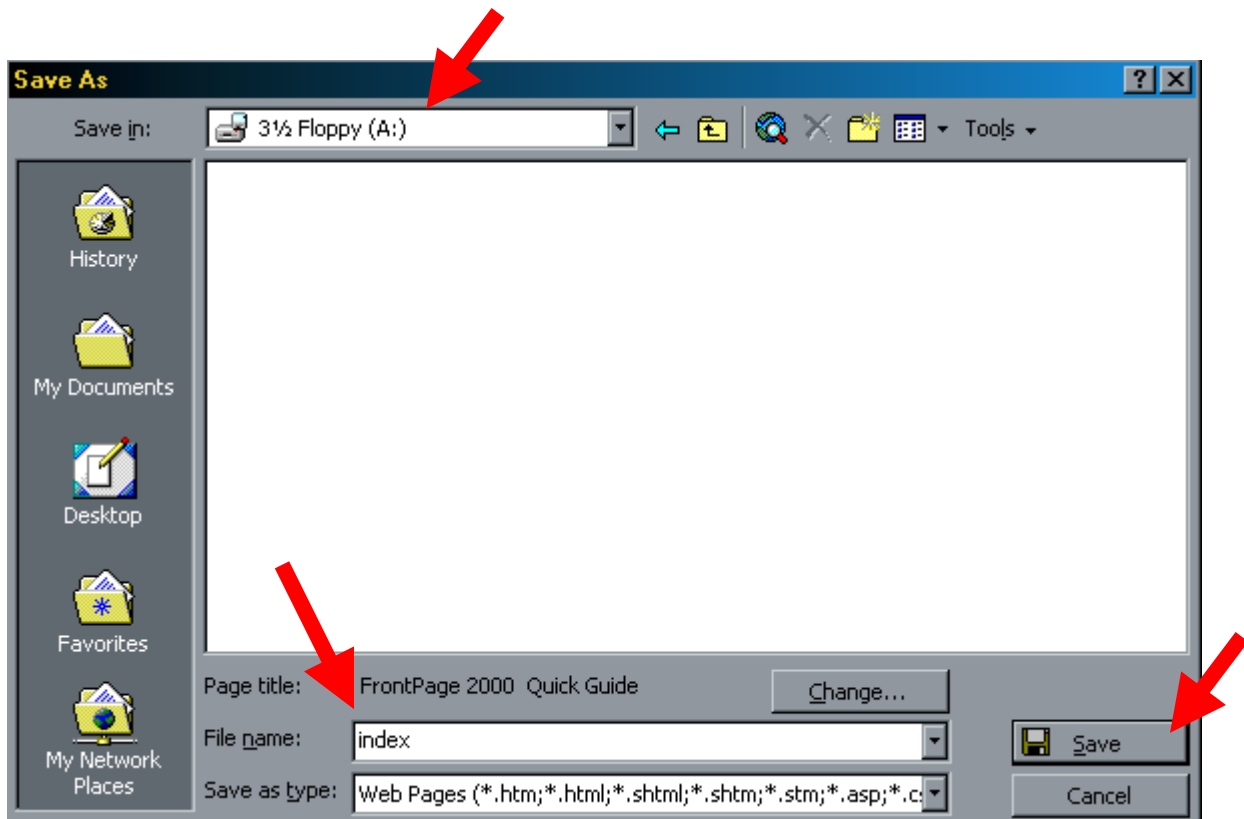 Save As
Save in:
3½ Floppy (A:)
Tools
History
My Documents
Desktop
Favorites
My Network
Places
Page title: FrontPage 2000 Quick Guide
Change...
File name: index
Save
Save as type: Web Pages (*.htm;*.html;*.shtml;*.shtm;*.stm;*.asp;*.c
Cancel